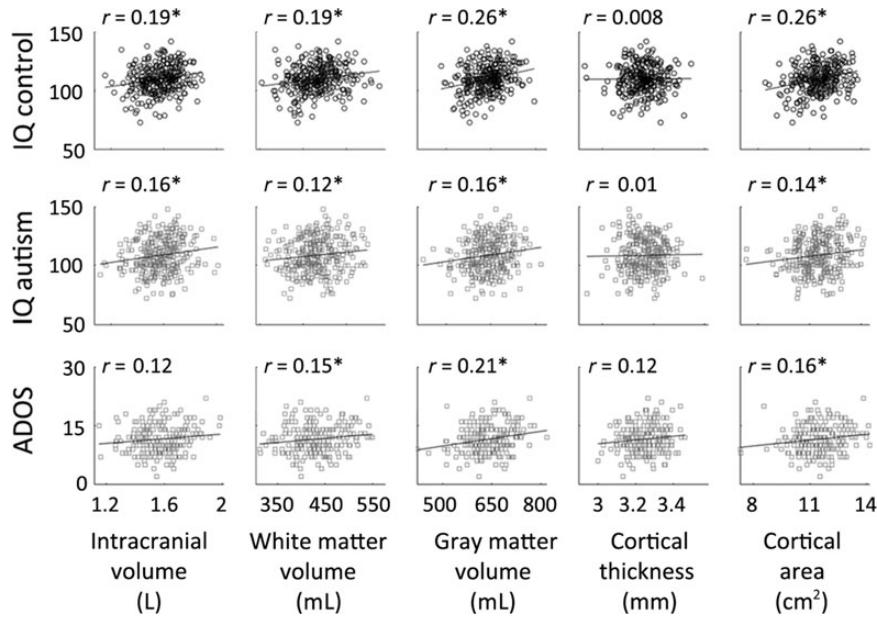 r = 0.19* r = 0.19* r = 0.26* r = 0.008 r = 0.26*
150
100
50
IQ control
r = 0.16* r = 0.12* r = 0.16* r = 0.01 r = 0.14*
150
100
50
IQ autism
r = 0.12 r = 0.15* r = 0.21* r = 0.12 r = 0.16*
30
15
0
ADOS
1.2 1.6 2 350 450 550 500 650 800 3 3.2 3.4 8 11 14
Intracranial White matter Gray matter Cortical Cortical
volume volume volume thickness area
(L) (mL) (mL) (mm) (cm²)